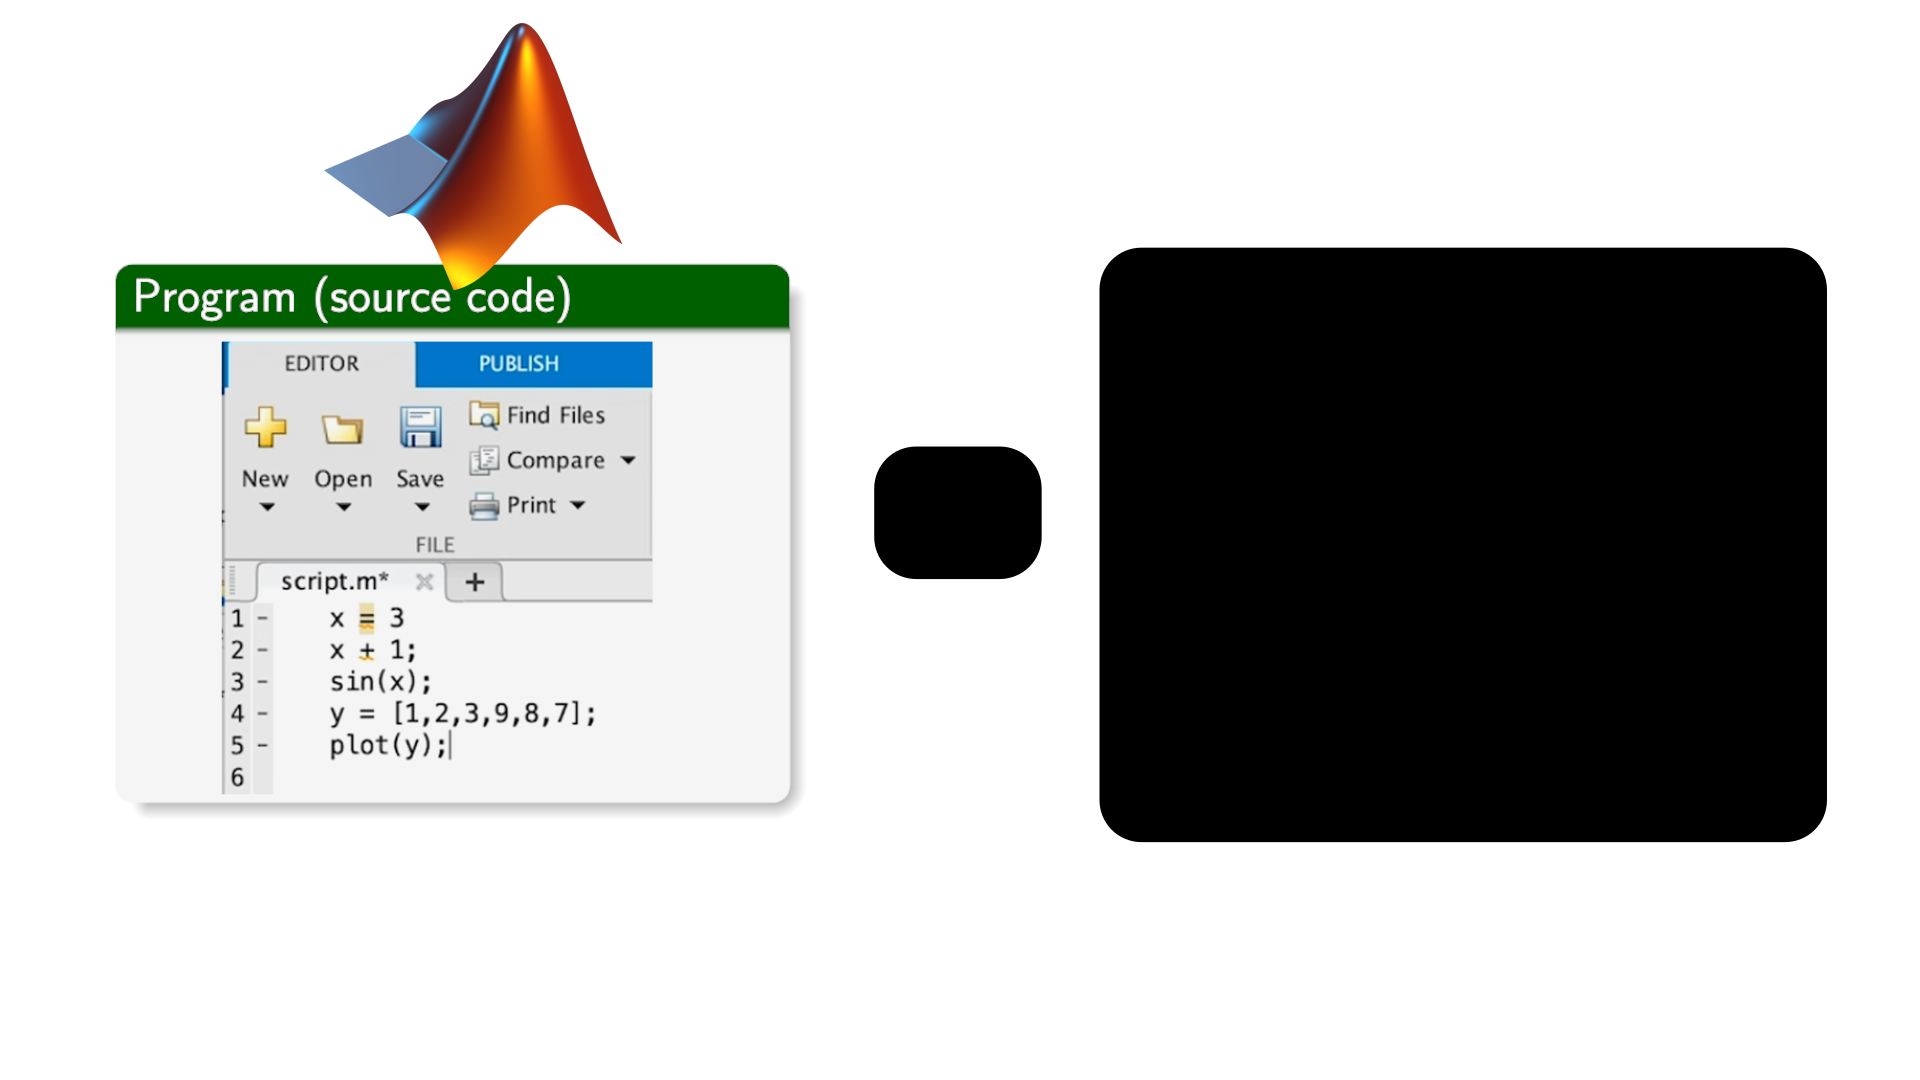 Program (source code)
EDITOR PUBLISH
New Open Save Find Files
Compare
Print
FILE
script.m* +
1 - x = 3
2 - x + 1;
3 - sin(x);
4 - y = [1,2,3,9,8,7];
5 - plot(y);
6